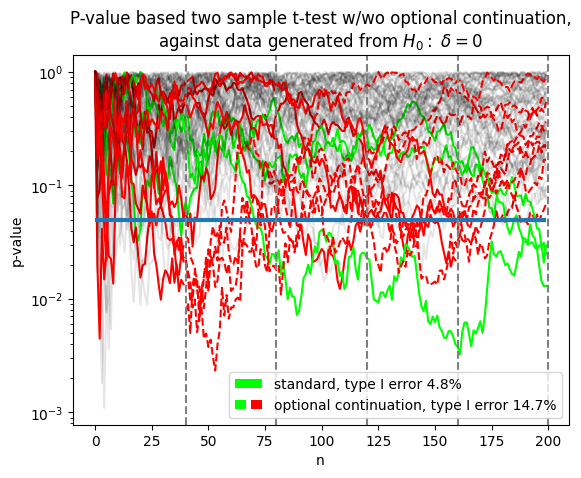 P-value based two sample t-test w/wo optional continuation,
against data generated from H₀ : δ = 0
10⁰
10⁻¹
10⁻²
10⁻³
p-value
standard, type I error 4.8%
optional continuation, type I error 14.7%
0 25 50 75 100 125 150 175 200
n